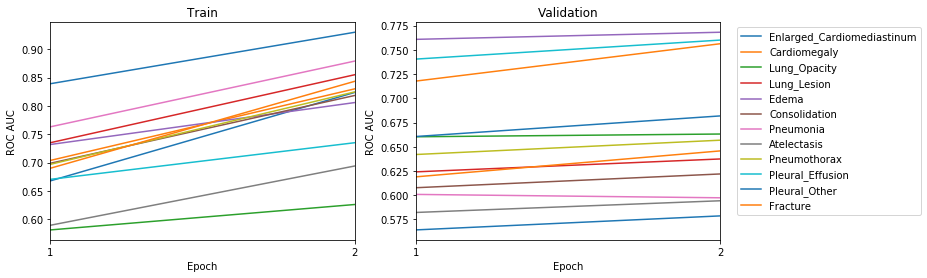 Train
ROC AUC
0.90
0.85
0.80
0.75
0.70
0.65
0.60
1
2
Epoch
Validation
ROC AUC
0.775
0.750
0.725
0.700
0.675
0.650
0.625
0.600
0.575
1
2
Epoch
Enlarged_Cardiomediastinum
Cardiomegaly
Lung_Opacity
Lung_Lesion
Edema
Consolidation
Pneumonia
Atelectasis
Pneumothorax
Pleural_Effusion
Pleural_Other
Fracture